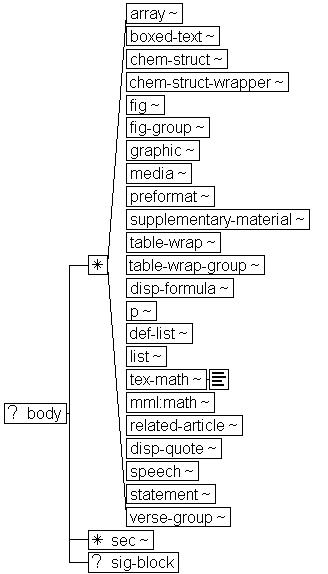 array ~
boxed-text ~
chem-struct ~
chem-struct-wrapper ~
fig ~
fig-group ~
graphic ~
media ~
preformat ~
supplementary-material ~
table-wrap ~
* table-wrap-group ~
disp-formula ~
p ~
def-list ~
list ~
tex-math ~
mml:math ~
? body related-article ~
disp-quote ~
speech ~
statement ~
verse-group ~
* sec ~
? sig-block